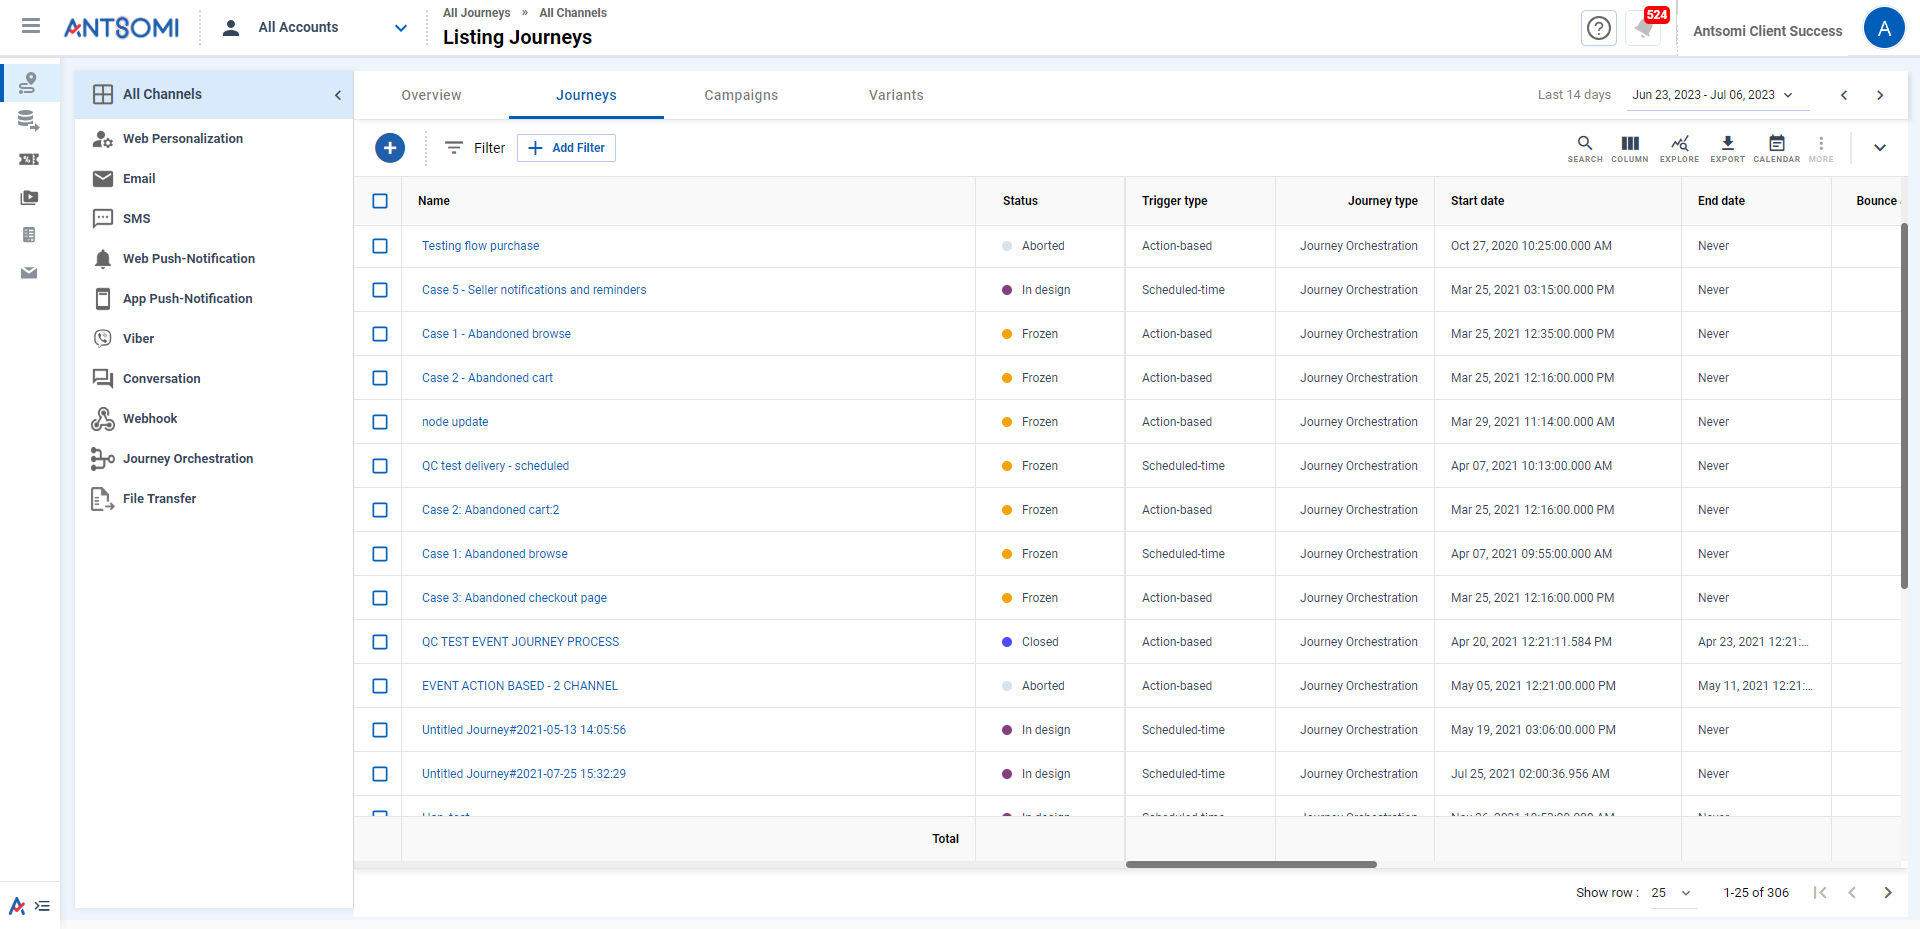 ANTSOMI
All Accounts
All Journeys » All Channels
Listing Journeys
524
Antsomi Client Success
A
All Channels
Web Personalization
Email
SMS
Web Push-Notification
App Push-Notification
Viber
Conversation
Webhook
Journey Orchestration
File Transfer
Overview Journeys Campaigns Variants
Last 14 days Jun 23, 2023 - Jul 06, 2023
Filter Add Filter
SEARCH COLUMN EXPLORE EXPORT CALENDAR MORE
Name Status Trigger type Journey type Start date End date Bounce
Testing flow purchase Aborted Action-based Journey Orchestration Oct 27, 2020 10:25:00.000 AM Never
Case 5 - Seller notifications and reminders In design Scheduled-time Journey Orchestration Mar 25, 2021 03:15:00.000 PM Never
Case 1 - Abandoned browse Frozen Action-based Journey Orchestration Mar 25, 2021 12:35:00.000 PM Never
Case 2 - Abandoned cart Frozen Action-based Journey Orchestration Mar 25, 2021 12:16:00.000 PM Never
node update Frozen Action-based Journey Orchestration Mar 29, 2021 11:14:00.000 AM Never
QC test delivery - scheduled Frozen Scheduled-time Journey Orchestration Apr 07, 2021 10:13:00.000 AM Never
Case 2: Abandoned cart:2 Frozen Action-based Journey Orchestration Mar 25, 2021 12:16:00.000 PM Never
Case 1: Abandoned browse Frozen Scheduled-time Journey Orchestration Apr 07, 2021 09:55:00.000 AM Never
Case 3: Abandoned checkout page Frozen Action-based Journey Orchestration Mar 25, 2021 12:16:00.000 PM Never
QC TEST EVENT JOURNEY PROCESS Closed Action-based Journey Orchestration Apr 20, 2021 12:21:11.584 PM Apr 23, 2021 12:21:...
EVENT ACTION BASED - 2 CHANNEL Aborted Action-based Journey Orchestration May 05, 2021 12:21:00.000 PM May 11, 2021 12:21:...
Untitled Journey#2021-05-13 14:05:56 In design Scheduled-time Journey Orchestration May 19, 2021 03:06:00.000 PM Never
Untitled Journey#2021-07-25 15:32:29 In design Scheduled-time Journey Orchestration Jul 25, 2021 02:00:36.956 AM Never
In design Scheduled-time Journey Orchestration Never
Total
Show row : 25 1-25 of 306